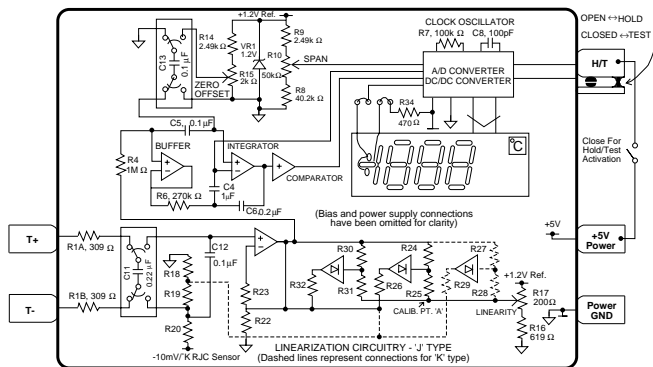 +1.2V Ref.
CLOCK OSCILLATOR
R7, 100k Ω
C8, 100pF
OPEN ↔ HOLD
CLOSED ↔ TEST
R14
2.49k Ω
VR1
1.2V
R9
2.49k Ω
R10
50kΩ
SPAN
R8
40.2k Ω
C13
0.1 µF
R15
2k Ω
ZERO
OFFSET
A/D CONVERTER
DC/DC CONVERTER
H/T
R34
470 Ω
°C
Close For
Hold/Test
Activation
C5, 0.1µF
BUFFER
INTEGRATOR
COMPARATOR
R4
1M Ω
R6, 270k Ω
C4
1µF
C6, 0.2µF
(Bias and power supply connections
have been omitted for clarity)
+5V
+5V
Power
T+
R1A, 309 Ω
C11
0.22 µF
C12
0.1µF
R30
R24
R27
R32
R31
R26
R25
R29
R28
+1.2V Ref.
R17
200Ω
CALIB. PT. 'A'
LINEARITY
R18
R19
R20
R23
R22
R16
619 Ω
T-
R1B, 309 Ω
-10mV/°K RJC Sensor
LINEARIZATION CIRCUITRY - 'J' TYPE
(Dashed lines represent connections for 'K' type)
Power
GND